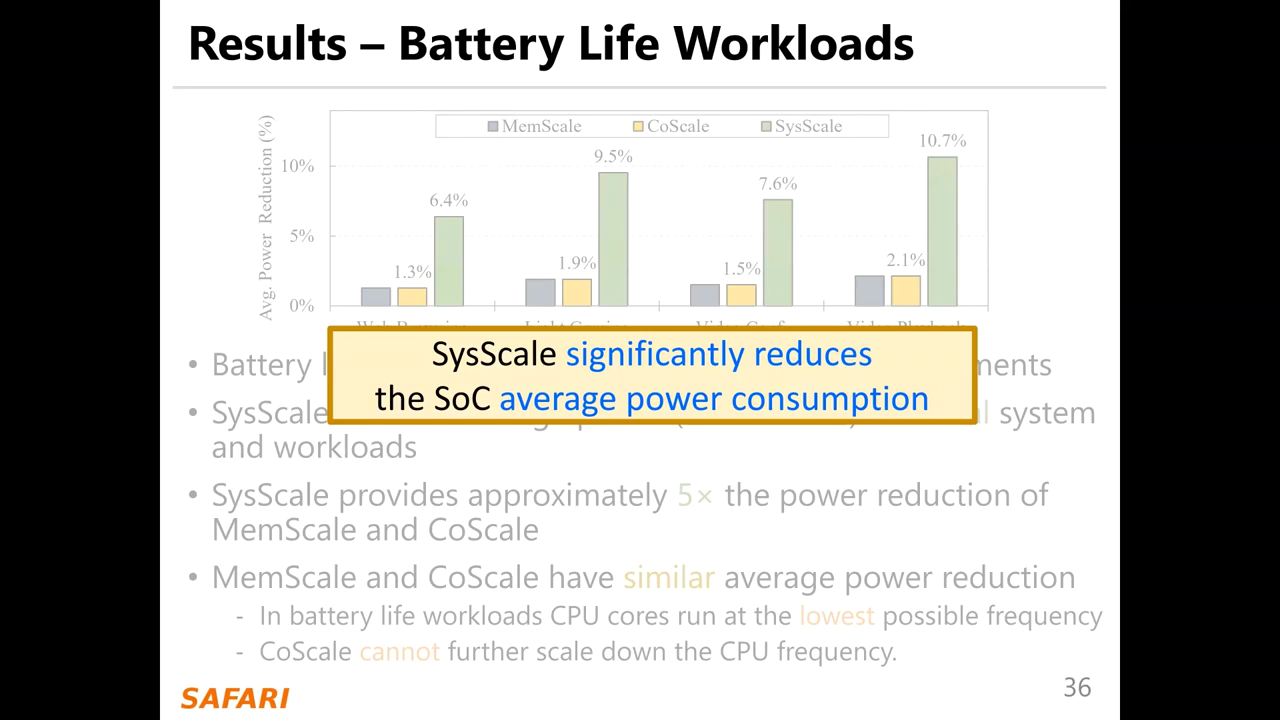 Results – Battery Life Workloads
Avg. Power Reduction (%)
MemScale CoScale SysScale
10%
5%
0%
1.3% 6.4%
1.9% 9.5%
1.5% 7.6%
2.1% 10.7%
SysScale significantly reduces
the SoC average power consumption
• Battery
• SysScale system
and workloads
• SysScale provides approximately 5× the power reduction of
MemScale and CoScale
• MemScale and CoScale have similar average power reduction
- In battery life workloads CPU cores run at the lowest possible frequency
- CoScale cannot further scale down the CPU frequency.
SAFARI
36